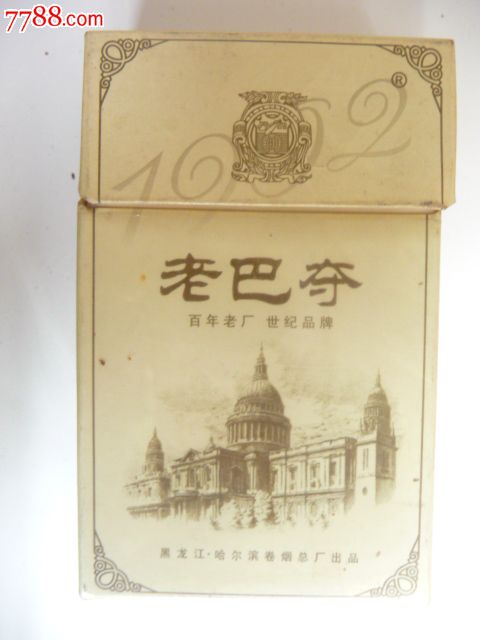 7788.com
®
1902
老巴夺
百年老厂 世纪品牌
黑龙江·哈尔滨卷烟总厂出品